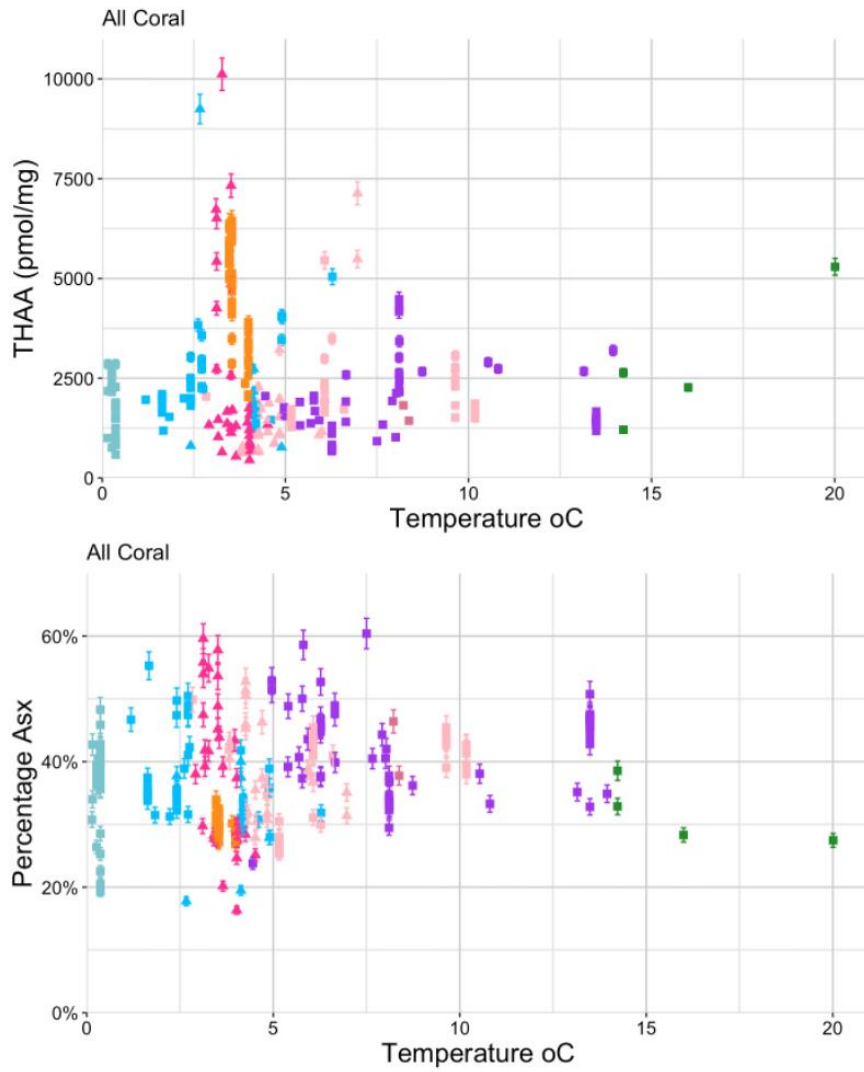 All Coral
10000
7500
5000
2500
0
0 5 10 15 20
THAA (pmol/mg)
Temperature oC
All Coral
60%
40%
20%
0%
0 5 10 15 20
Percentage Asx
Temperature oC